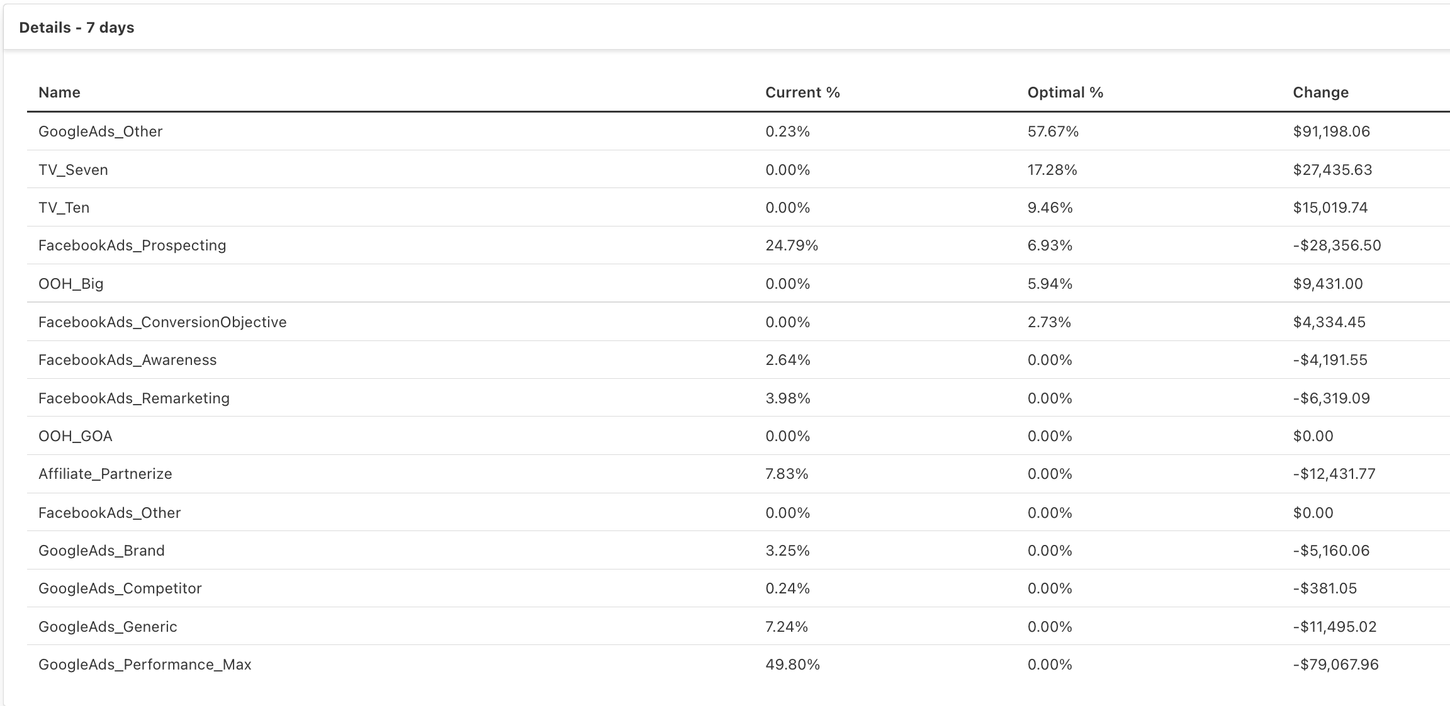 Details - 7 days
Name Current % Optimal % Change
GoogleAds_Other 0.23% 57.67% $91,198.06
TV_Seven 0.00% 17.28% $27,435.63
TV_Ten 0.00% 9.46% $15,019.74
FacebookAds_Prospecting 24.79% 6.93% -$28,356.50
OOH_Big 0.00% 5.94% $9,431.00
FacebookAds_ConversionObjective 0.00% 2.73% $4,334.45
FacebookAds_Awareness 2.64% 0.00% -$4,191.55
FacebookAds_Remarketing 3.98% 0.00% -$6,319.09
OOH_GOA 0.00% 0.00% $0.00
Affiliate_Partnerize 7.83% 0.00% -$12,431.77
FacebookAds_Other 0.00% 0.00% $0.00
GoogleAds_Brand 3.25% 0.00% -$5,160.06
GoogleAds_Competitor 0.24% 0.00% -$381.05
GoogleAds_Generic 7.24% 0.00% -$11,495.02
GoogleAds_Performance_Max 49.80% 0.00% -$79,067.96